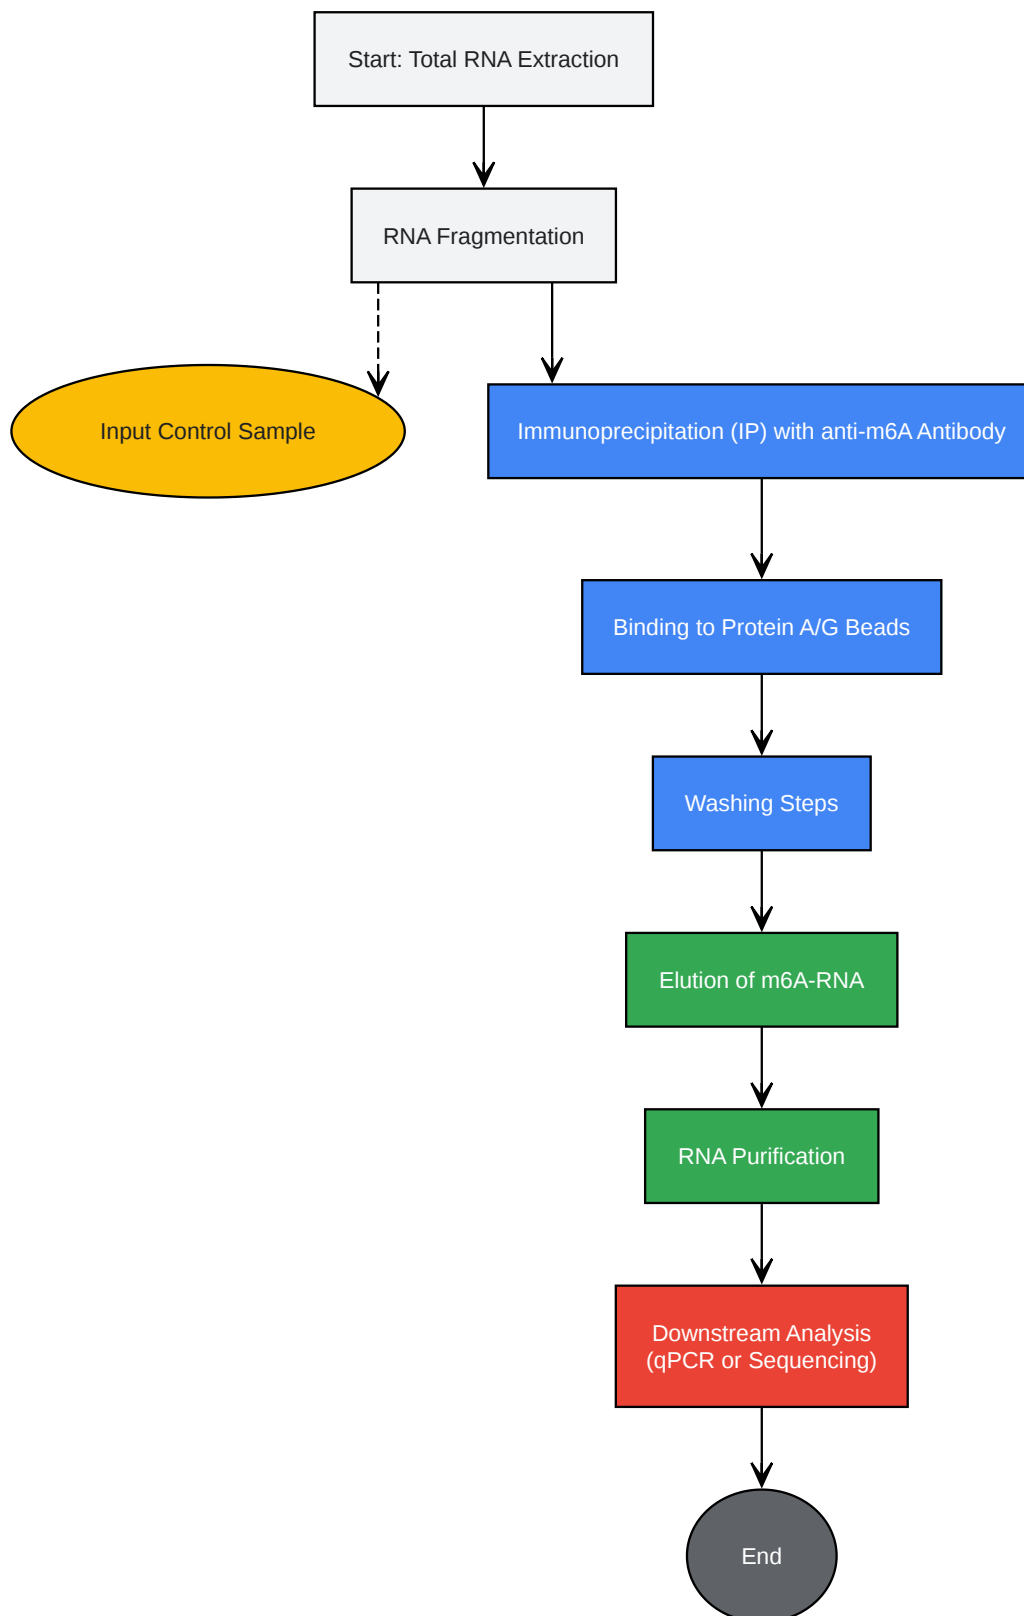 Start: Total RNA Extraction
RNA Fragmentation
Input Control Sample
Immunoprecipitation (IP) with anti-m6A Antibody
Binding to Protein A/G Beads
Washing Steps
Elution of m6A-RNA
RNA Purification
Downstream Analysis
(qPCR or Sequencing)
End